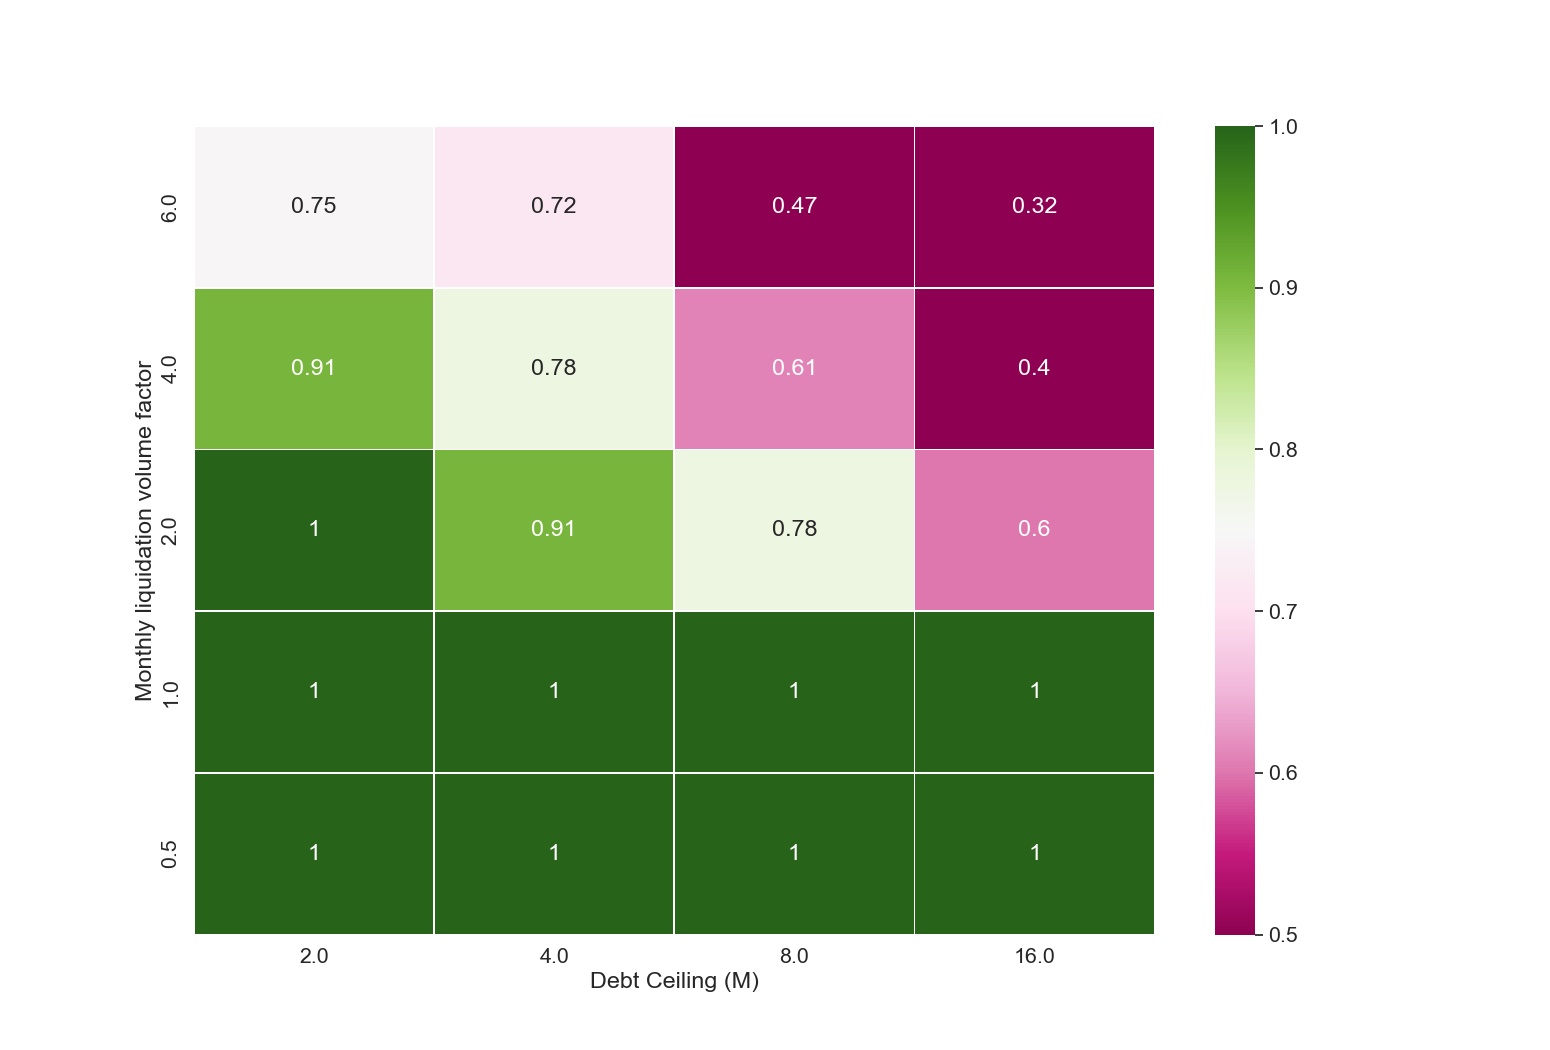 6.0 0.75 0.72 0.47 0.32
4.0 0.91 0.78 0.61 0.4
2.0 1 0.91 0.78 0.6
1.0 1 1 1 1
0.5 1 1 1 1
Monthly liquidation volume factor
2.0 4.0 8.0 16.0
Debt Ceiling (M)
1.0
0.9
0.8
0.7
0.6
0.5